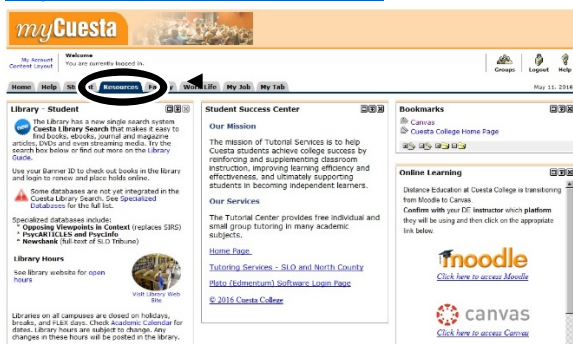 myCuesta
My Account
Content Layout
Welcome
You are currently logged in.
Groups Logout Help
Home Help Resources Life My Job My Tab
May 11, 2016
Library - Student
The Library has a new single search system
Cuesta Library Search that makes it easy to
find books, ebooks, journal and magazine
articles, DVDs and even streaming media. Try the
search box below or find out more on the Library
Guide.
Use your Banner ID to check out books in the library
and login to renew and place holds online.
Some databases are not yet integrated in the
Cuesta Library Search. See Specialized
Databases for the full list.
Specialized databases include:
* Opposing Viewpoints in Context (replaces SIRS)
* PsycARTICLES and PsycInfo
* Newsbank (full-text of SLO Tribune)
Library Hours
See library website for open
hours
Visit Library Web
Site
Libraries on all campuses are closed on holidays,
breaks, and FLEX days. Check Academic Calendar for
dates. Library hours are subject to change. Any
changes in these hours will be posted in the library.
Student Success Center
Our Mission
The mission of Tutorial Services is to help
Cuesta students achieve college success by
reinforcing and supplementing classroom
instruction, improving learning efficiency and
effectiveness, and ultimately supporting
students in becoming independent learners.
Our Services
The Tutorial Center provides free individual and
small group tutoring in many academic
subjects.
Home Page
Tutoring Services - SLO and North County
Plato (Edmentum) Software Login Page
© 2016 Cuesta College
Bookmarks
Canvas
Cuesta College Home Page
Online Learning
Distance Education at Cuesta College is transitioning
from Moodle to Canvas.
Confirm with your DE instructor which platform
they will be using and then click on the appropriate
link below.
moodle
Click here to access Moodle
canvas
Click here to access Canvas